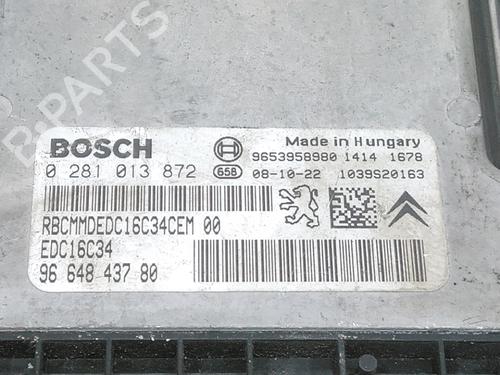 B-PARTS
BOSCH
Made in Hungary
9653958980 1414 1678
0 281 013 872
65B 08-10-22 1039S20163
RBCMMDEDC16C34CEM 00
EDC16C34
96 648 437 80